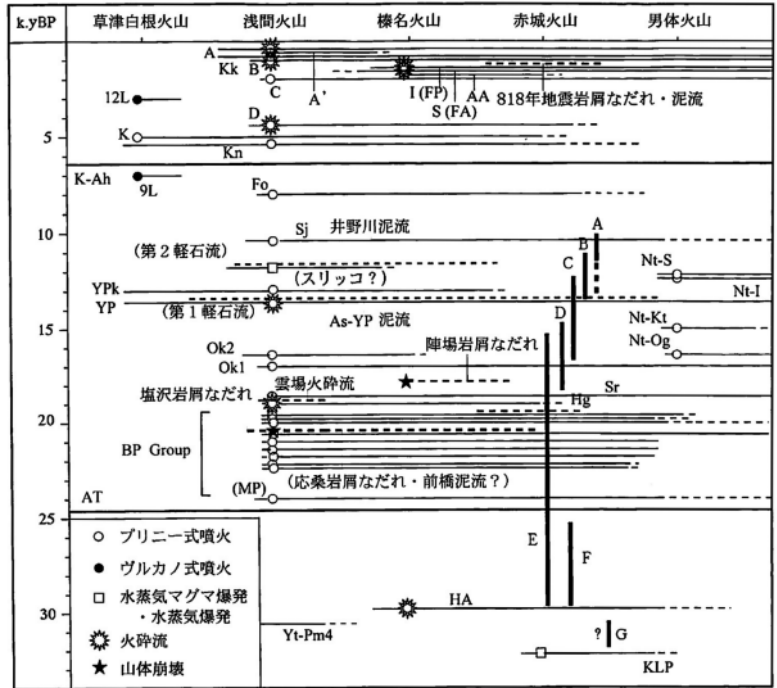 k.yBP 草津白根火山 浅間火山 榛名火山 赤城火山 男体火山
A
Kk
B
C
A'
I (FP)
S (FA)
AA
818年地震岩屑なだれ・泥流
12L
D
K
5
Kn
K-Ah
9L
Fo
Sj
井野川泥流
10
A
B
(第2軽石流)
C
Nt-S
(スリッコ?)
YPk
Nt-I
YP
(第1軽石流)
As-YP 泥流
D
Nt-Kt
15
Ok2
陣場岩屑なだれ
Nt-Og
Ok1
塩沢岩屑なだれ
雲場火砕流
Sr
Hg
20
BP Group
(MP)
(応桑岩屑なだれ・前橋泥流?)
AT
25
E
F
プリニー式噴火
ヴルカノ式噴火
水蒸気マグマ爆発
・水蒸気爆発
火砕流
山体崩壊
HA
30
Yt-Pm4
? G
KLP